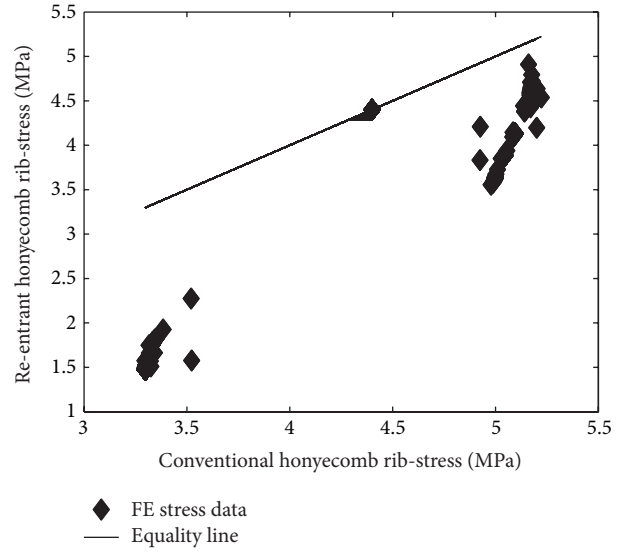 5.5
5
4.5
4
3.5
3
2.5
2
1.5
1
Re-entrant honyecomb rib-stress (MPa)
3 3.5 4 4.5 5 5.5
Conventional honyecomb rib-stress (MPa)
FE stress data
Equality line